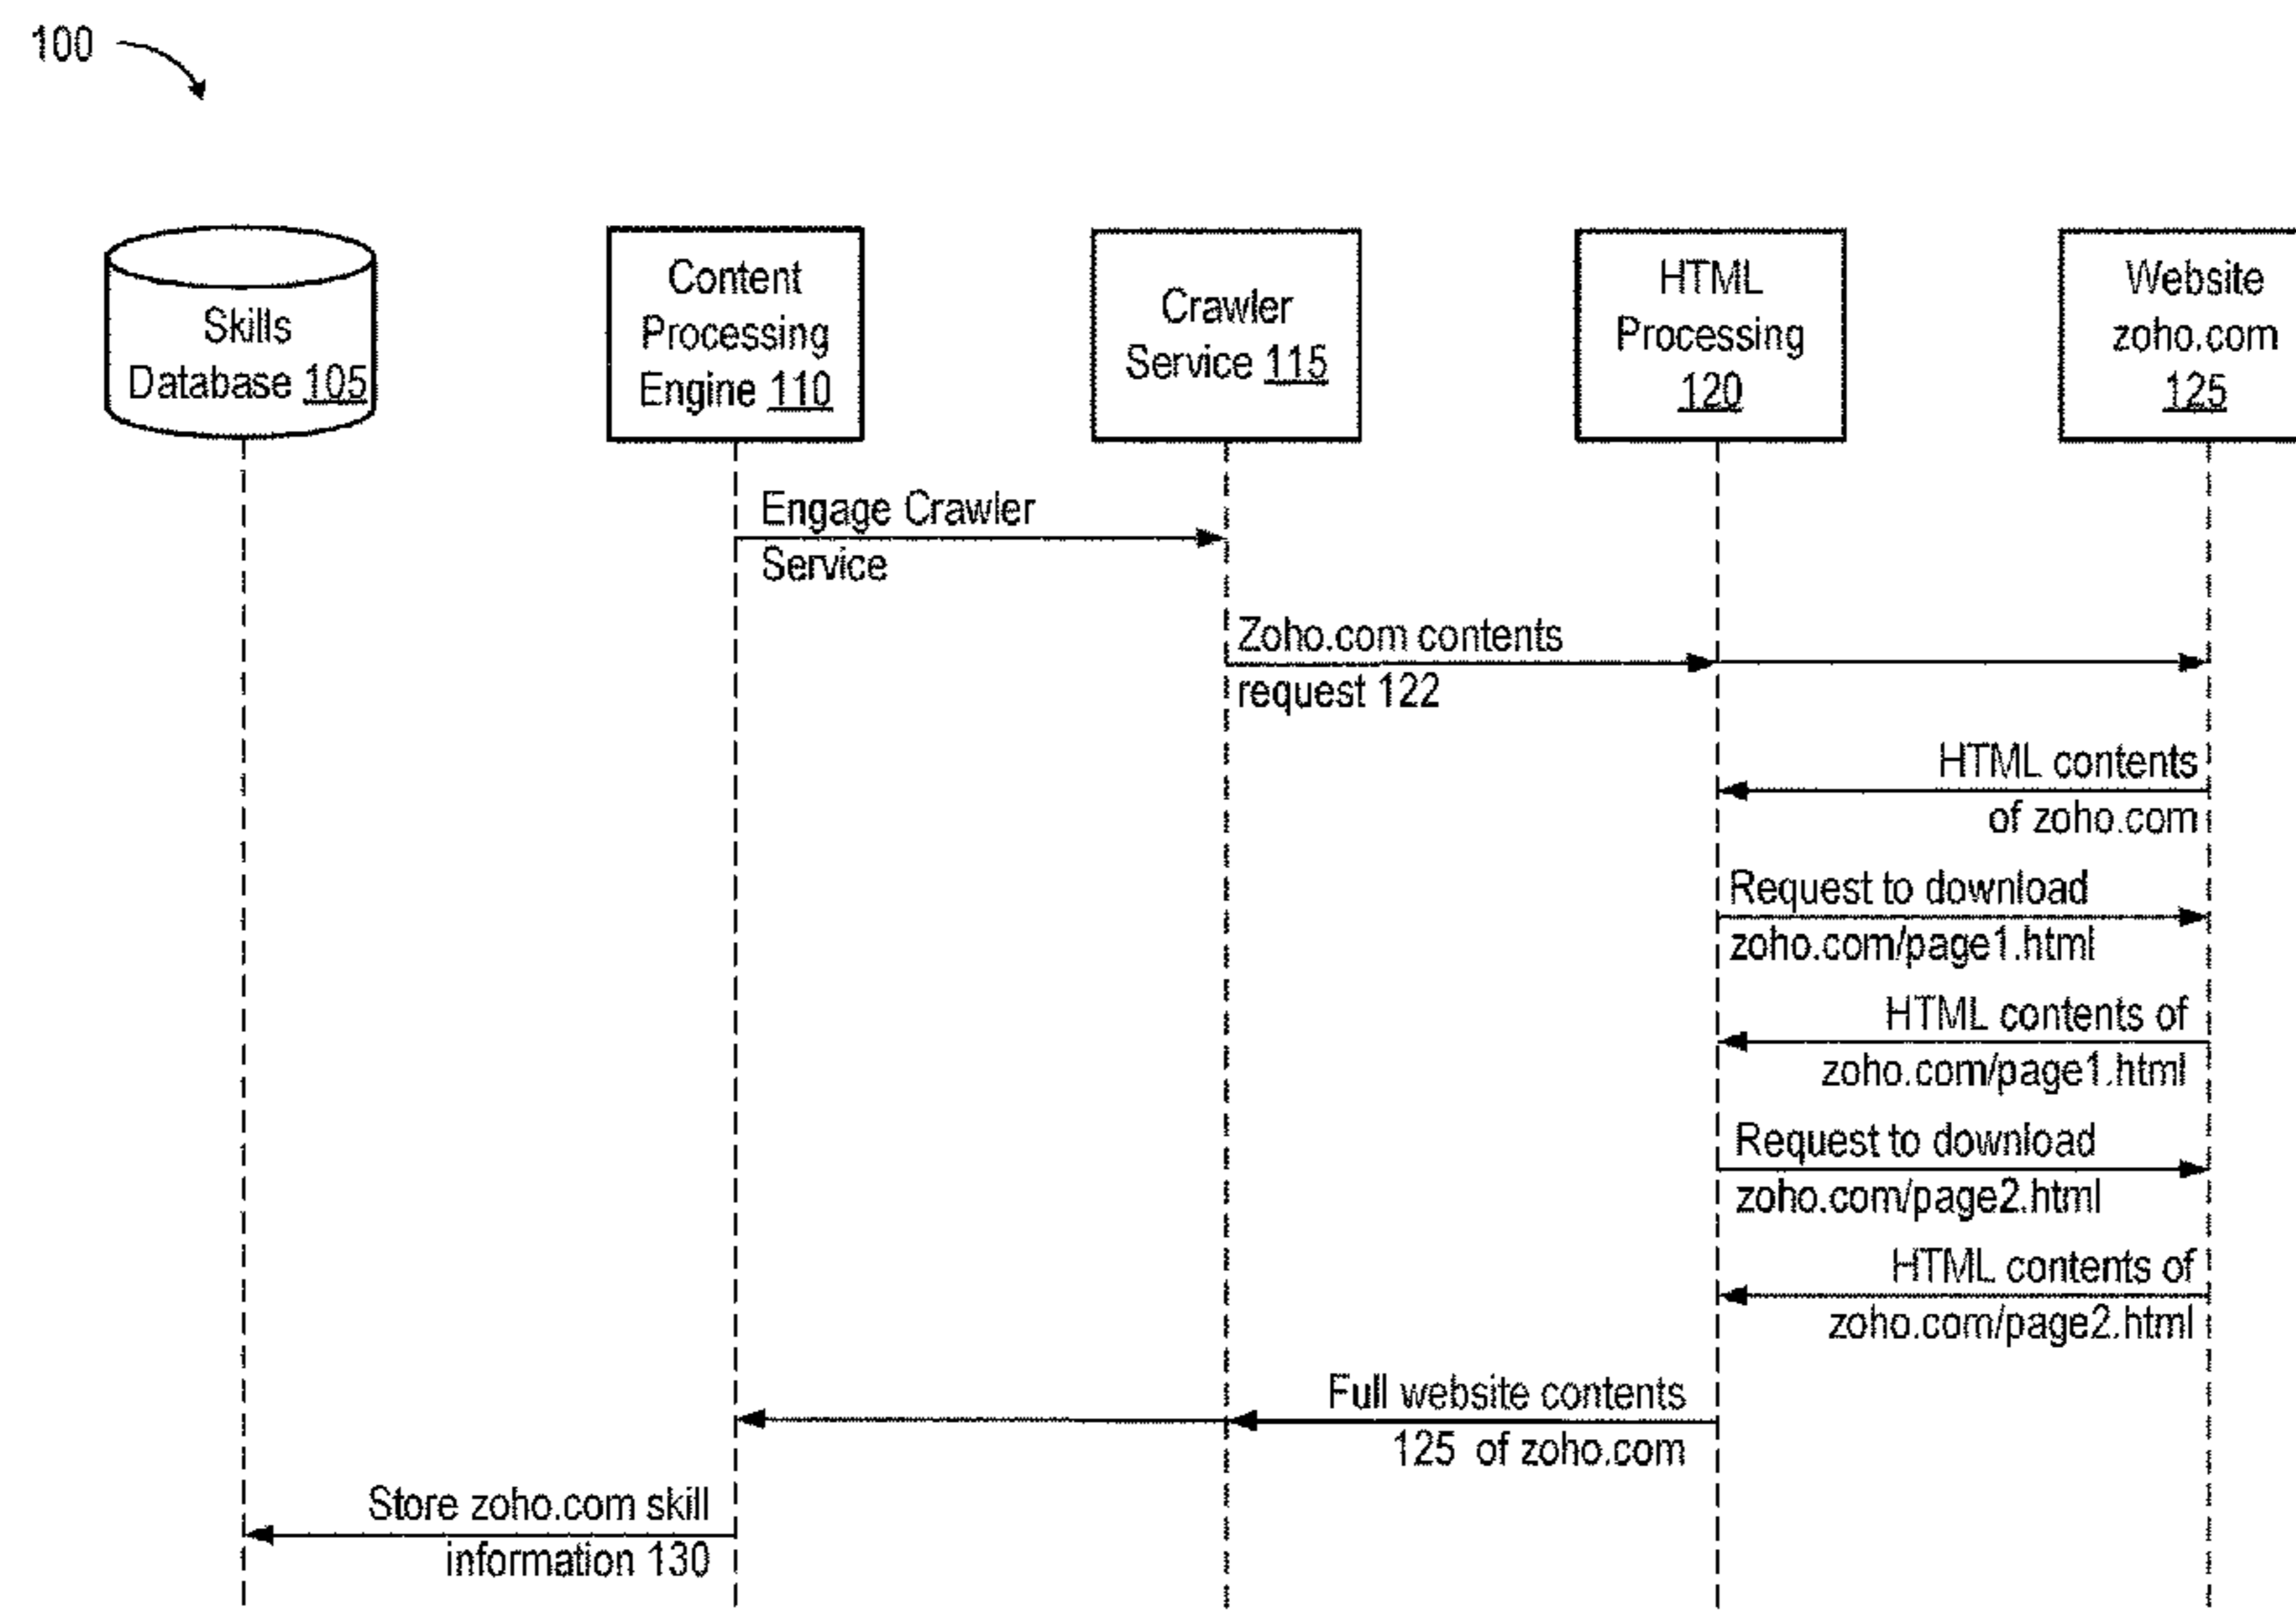 100
Skills
Database 105
Content
Processing
Engine 110
Crawler
Service 115
HTML
Processing
120
Website
zoho.com
125
Engage Crawler
Service
Zoho.com contents
request 122
HTML contents
of zoho.com
Request to download
zoho.com/page1.html
HTML contents of
zoho.com/page1.html
Request to download
zoho.com/page2.html
HTML contents of
zoho.com/page2.html
Full website contents
125 of zoho.com
Store zoho.com skill
information 130